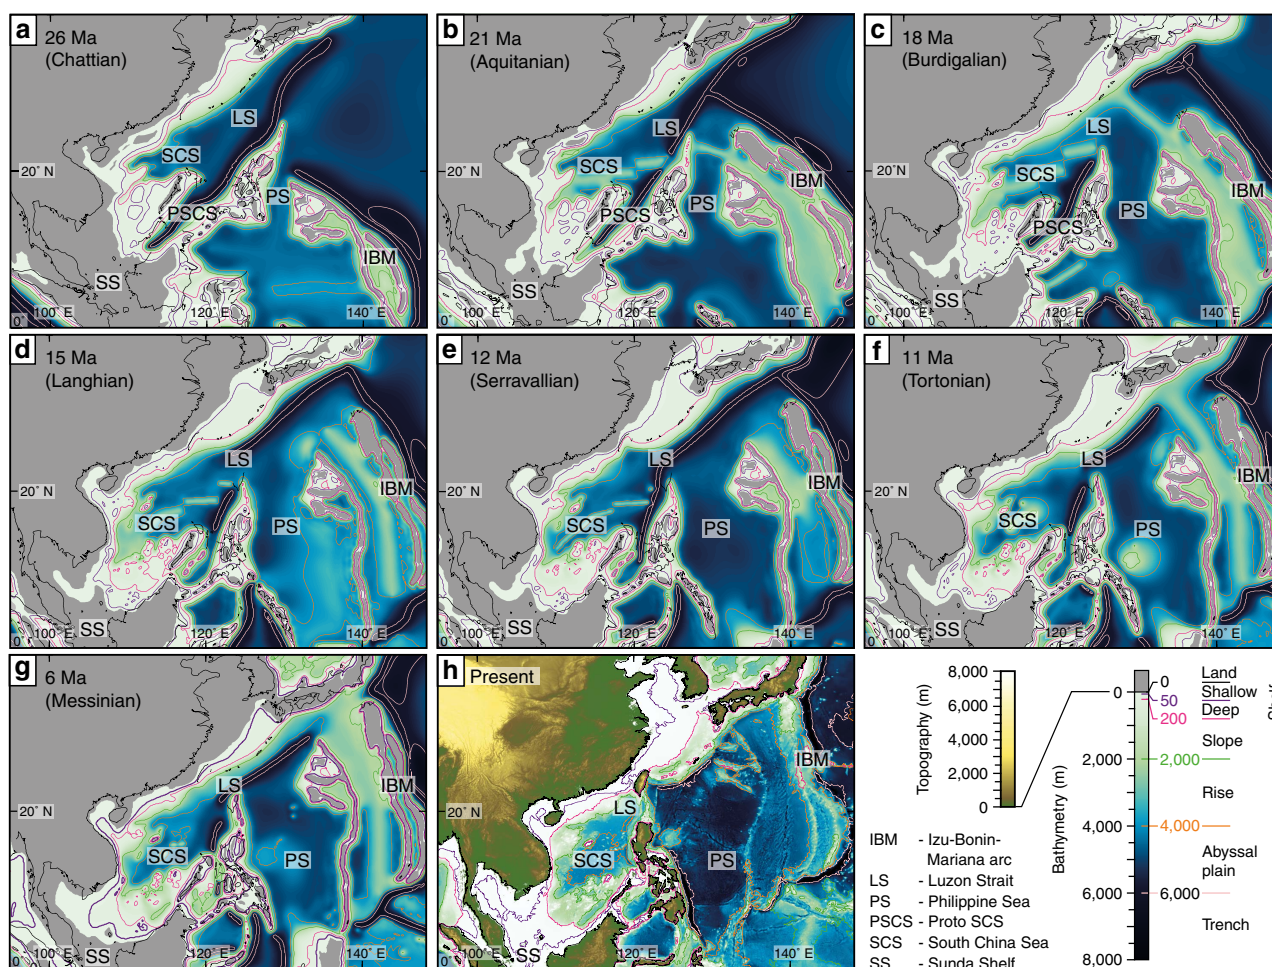 a
26 Ma
(Chattian)
LS
SCS
20° N
PS
PSCS
IBM
SS
0°
100° E
120° E
140° E
b
21 Ma
(Aquitanian)
LS
SCS
20° N
IBM
PS
PSCS
SS
0°
100° E
120° E
140° E
c
18 Ma
(Burdigalian)
LS
SCS
20° N
IBM
PS
PSCS
SS
0°
100° E
120° E
140° E
d
15 Ma
(Langhian)
LS
20° N
IBM
SCS
PS
SS
0°
100° E
120° E
140° E
e
12 Ma
(Serravallian)
LS
20° N
IBM
SCS
PS
SS
0°
100° E
120° E
140° E
f
11 Ma
(Tortonian)
LS
20° N
IBM
SCS
PS
SS
0°
100° E
120° E
140° E
g
6 Ma
(Messinian)
LS
IBM
20° N
SCS
PS
SS
0°
100° E
120° E
140° E
h
Present
IBM
LS
20° N
SCS
PS
SS
0°
100° E
120° E
140° E
Topography (m)
8,000
6,000
4,000
2,000
0
Bathymetry (m)
0
2,000
4,000
6,000
8,000
0
50
200
2,000
4,000
6,000
Land
Shallow
Deep
Slope
Rise
Abyssal
plain
Trench
IBM - Izu-Bonin-
Mariana arc
LS - Luzon Strait
PS - Philippine Sea
PSCS - Proto SCS
SCS - South China Sea
SS - Sunda Shelf